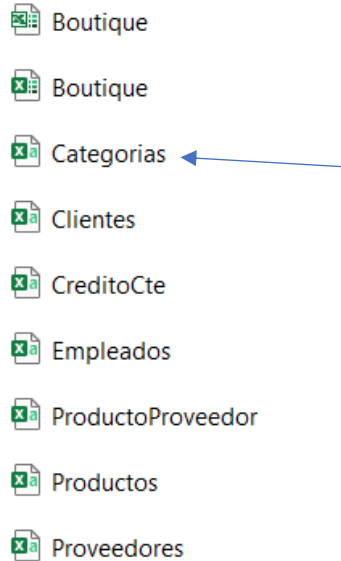 Boutique
Boutique
Categorias
Clientes
CreditoCte
Empleados
ProductoProveedor
Productos
Proveedores